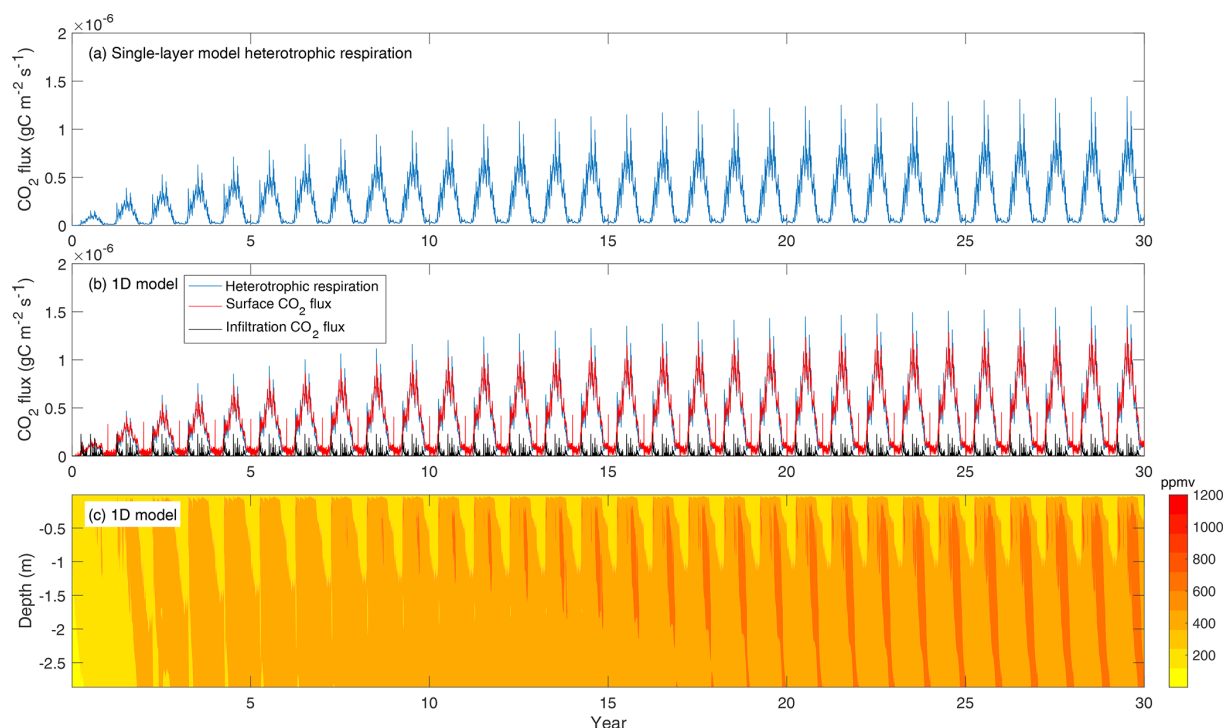 ×10⁻⁶
2
(a) Single-layer model heterotrophic respiration
1.5
1
0.5
0
CO₂ flux (gC m⁻² s⁻¹)
0 5 10 15 20 25 30
×10⁻⁶
2
(b) 1D model
Heterotrophic respiration
Surface CO₂ flux
Infiltration CO₂ flux
1.5
1
0.5
0
CO₂ flux (gC m⁻² s⁻¹)
0 5 10 15 20 25 30
(c) 1D model
-0.5
-1
-1.5
-2
-2.5
Depth (m)
0 5 10 15 20 25 30
Year
ppmv
1200
1000
800
600
400
200